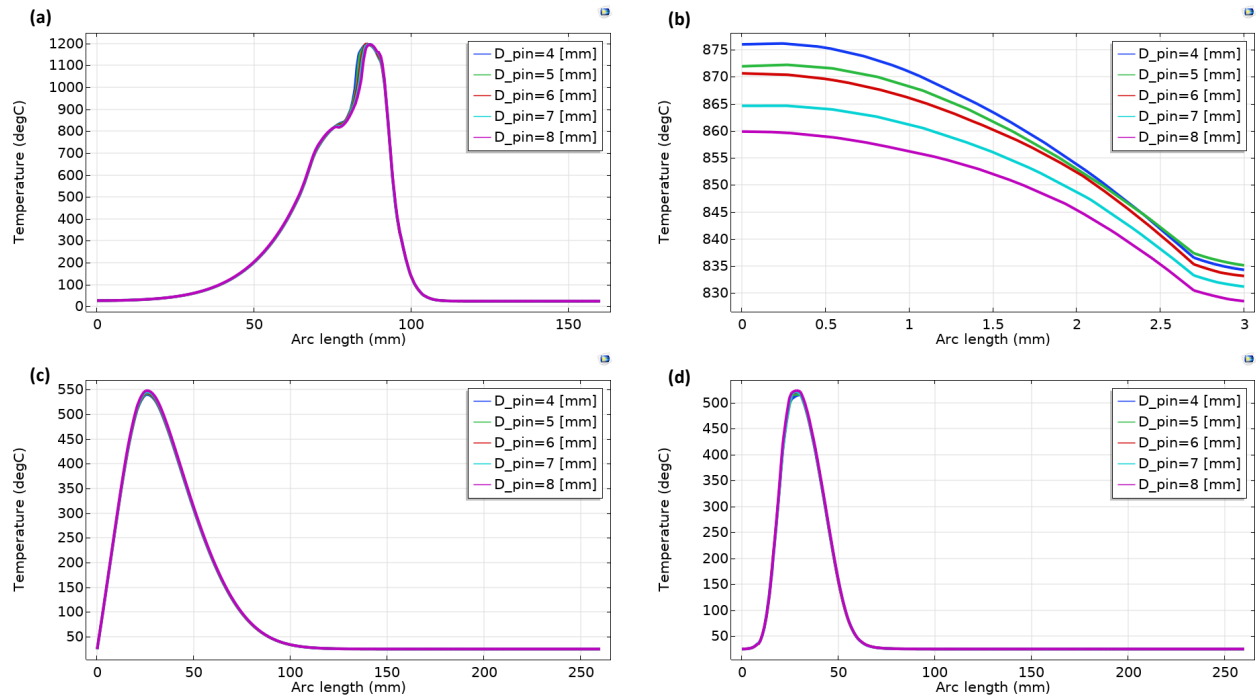 (a)
1200
1100
1000
900
800
700
600
500
400
300
200
100
0
Temperature (degC)
D_pin=4 [mm]
D_pin=5 [mm]
D_pin=6 [mm]
D_pin=7 [mm]
D_pin=8 [mm]
0 50 100 150
Arc length (mm)
(b)
875
870
865
860
855
850
845
840
835
830
Temperature (degC)
D_pin=4 [mm]
D_pin=5 [mm]
D_pin=6 [mm]
D_pin=7 [mm]
D_pin=8 [mm]
0 0.5 1 1.5 2 2.5 3
Arc length (mm)
(c)
550
500
450
400
350
300
250
200
150
100
50
Temperature (degC)
D_pin=4 [mm]
D_pin=5 [mm]
D_pin=6 [mm]
D_pin=7 [mm]
D_pin=8 [mm]
0 50 100 150 200 250
Arc length (mm)
(d)
500
450
400
350
300
250
200
150
100
50
Temperature (degC)
D_pin=4 [mm]
D_pin=5 [mm]
D_pin=6 [mm]
D_pin=7 [mm]
D_pin=8 [mm]
0 50 100 150 200 250
Arc length (mm)